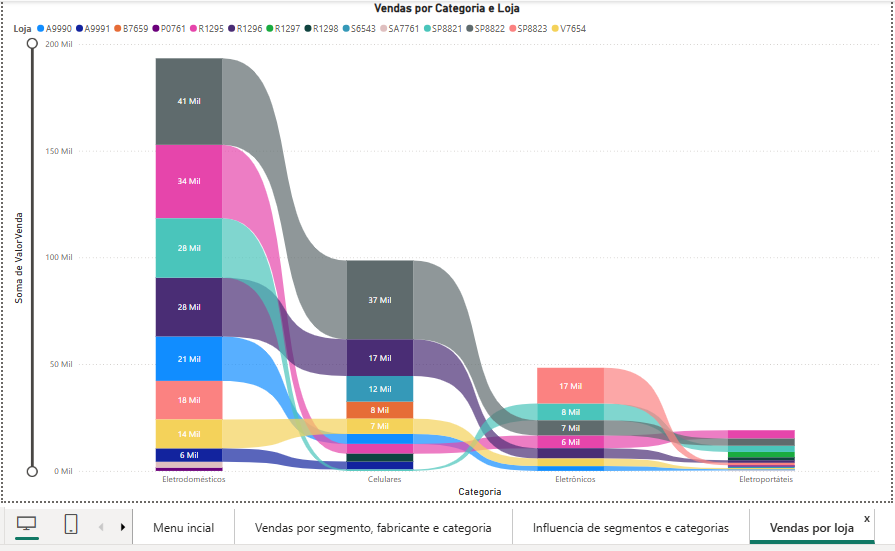 Vendas por Categoria e Loja
Loja A9990 A9991 B7659 P0761 R1295 R1296 R1297 R1298 S6543 SA7761 SP8821 SP8822 SP8823 V7654
200 Mil
150 Mil
100 Mil
50 Mil
0 Mil
Soma de ValorVenda
41 Mil
34 Mil
28 Mil
28 Mil
21 Mil
18 Mil
14 Mil
6 Mil
37 Mil
17 Mil
12 Mil
8 Mil
7 Mil
17 Mil
8 Mil
7 Mil
6 Mil
Eletrodomésticos Celulares Eletrônicos Eletroportáteis
Categoria
Menu incial Vendas por segmento, fabricante e categoria Influencia de segmentos e categorias Vendas por loja x